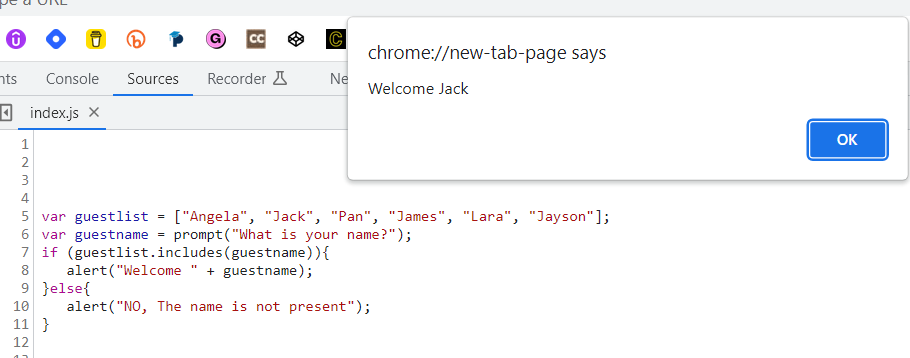 pe a URL
CC
chrome://new-tab-page says
Welcome Jack
OK
nts Console Sources Recorder Ne
index.js
1
2
3
4
5 var guestlist = ["Angela", "Jack", "Pan", "James", "Lara", "Jayson"];
6 var guestname = prompt("What is your name?");
7 if (guestlist.includes(guestname)){
8 alert("Welcome " + guestname);
9 }else{
10 alert("NO, The name is not present");
11 }
12